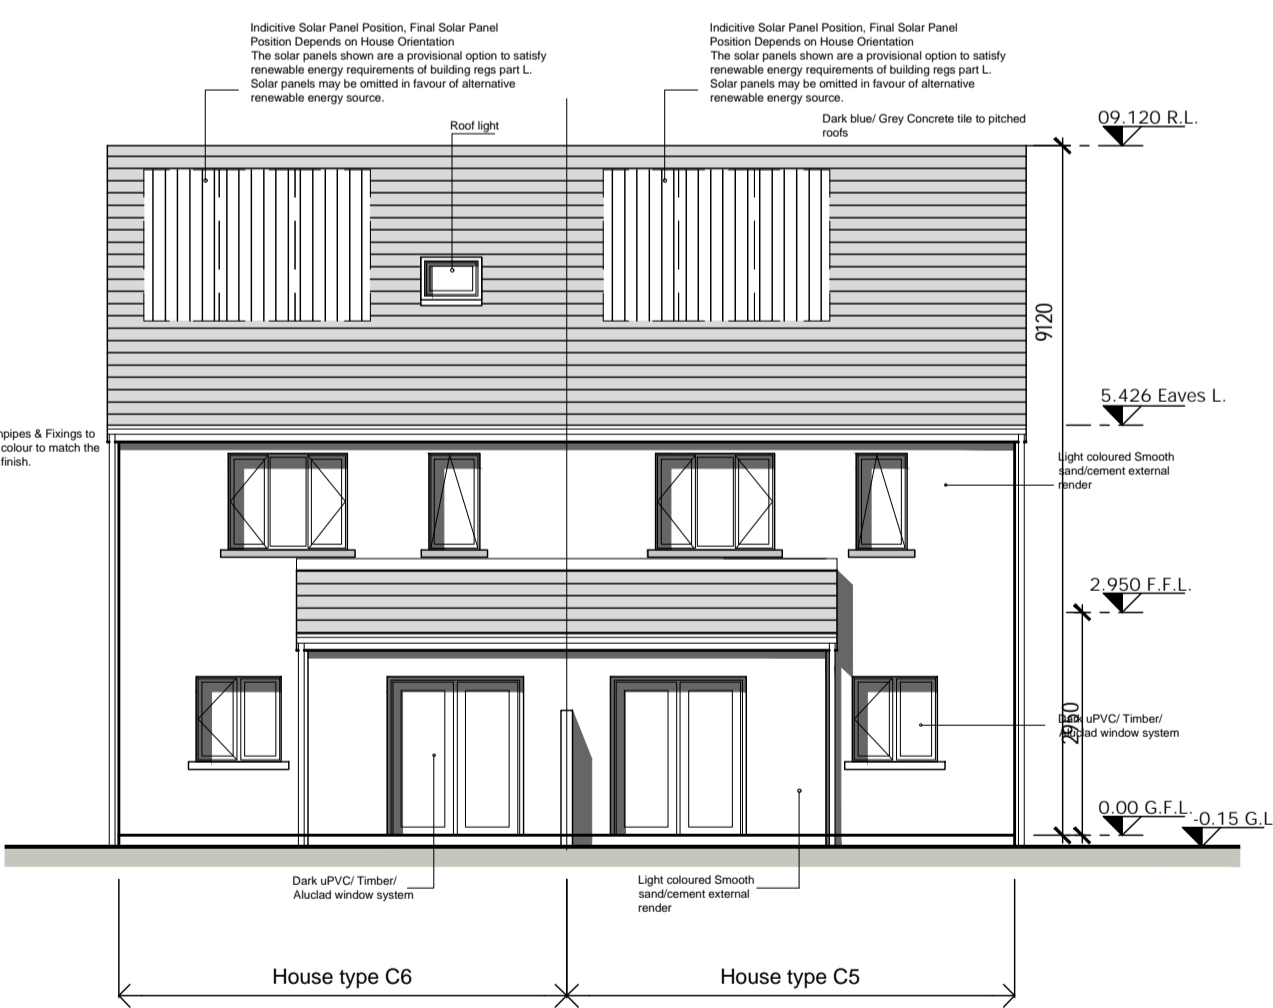 Indicitive Solar Panel Position, Final Solar Panel
Position Depends on House Orientation
The solar panels shown are a provisional option to satisfy
renewable energy requirements of building regs part L.
Solar panels may be omitted in favour of alternative
renewable energy source.
Indicitive Solar Panel Position, Final Solar Panel
Position Depends on House Orientation
The solar panels shown are a provisional option to satisfy
renewable energy requirements of building regs part L.
Solar panels may be omitted in favour of alternative
renewable energy source.
Roof light
Dark blue/ Grey Concrete tile to pitched
roofs
09.120 R.L.
9120
5.426 Eaves L.
& Fixings to
colour to match the
finish.
Light coloured Smooth
sand/cement external
render
2.950 F.F.L.
2950
Dark uPVC/ Timber/
Aluclad window system
0.00 G.F.L.
-0.15 G.L
Dark uPVC/ Timber/
Aluclad window system
Light coloured Smooth
sand/cement external
render
House type C6
House type C5